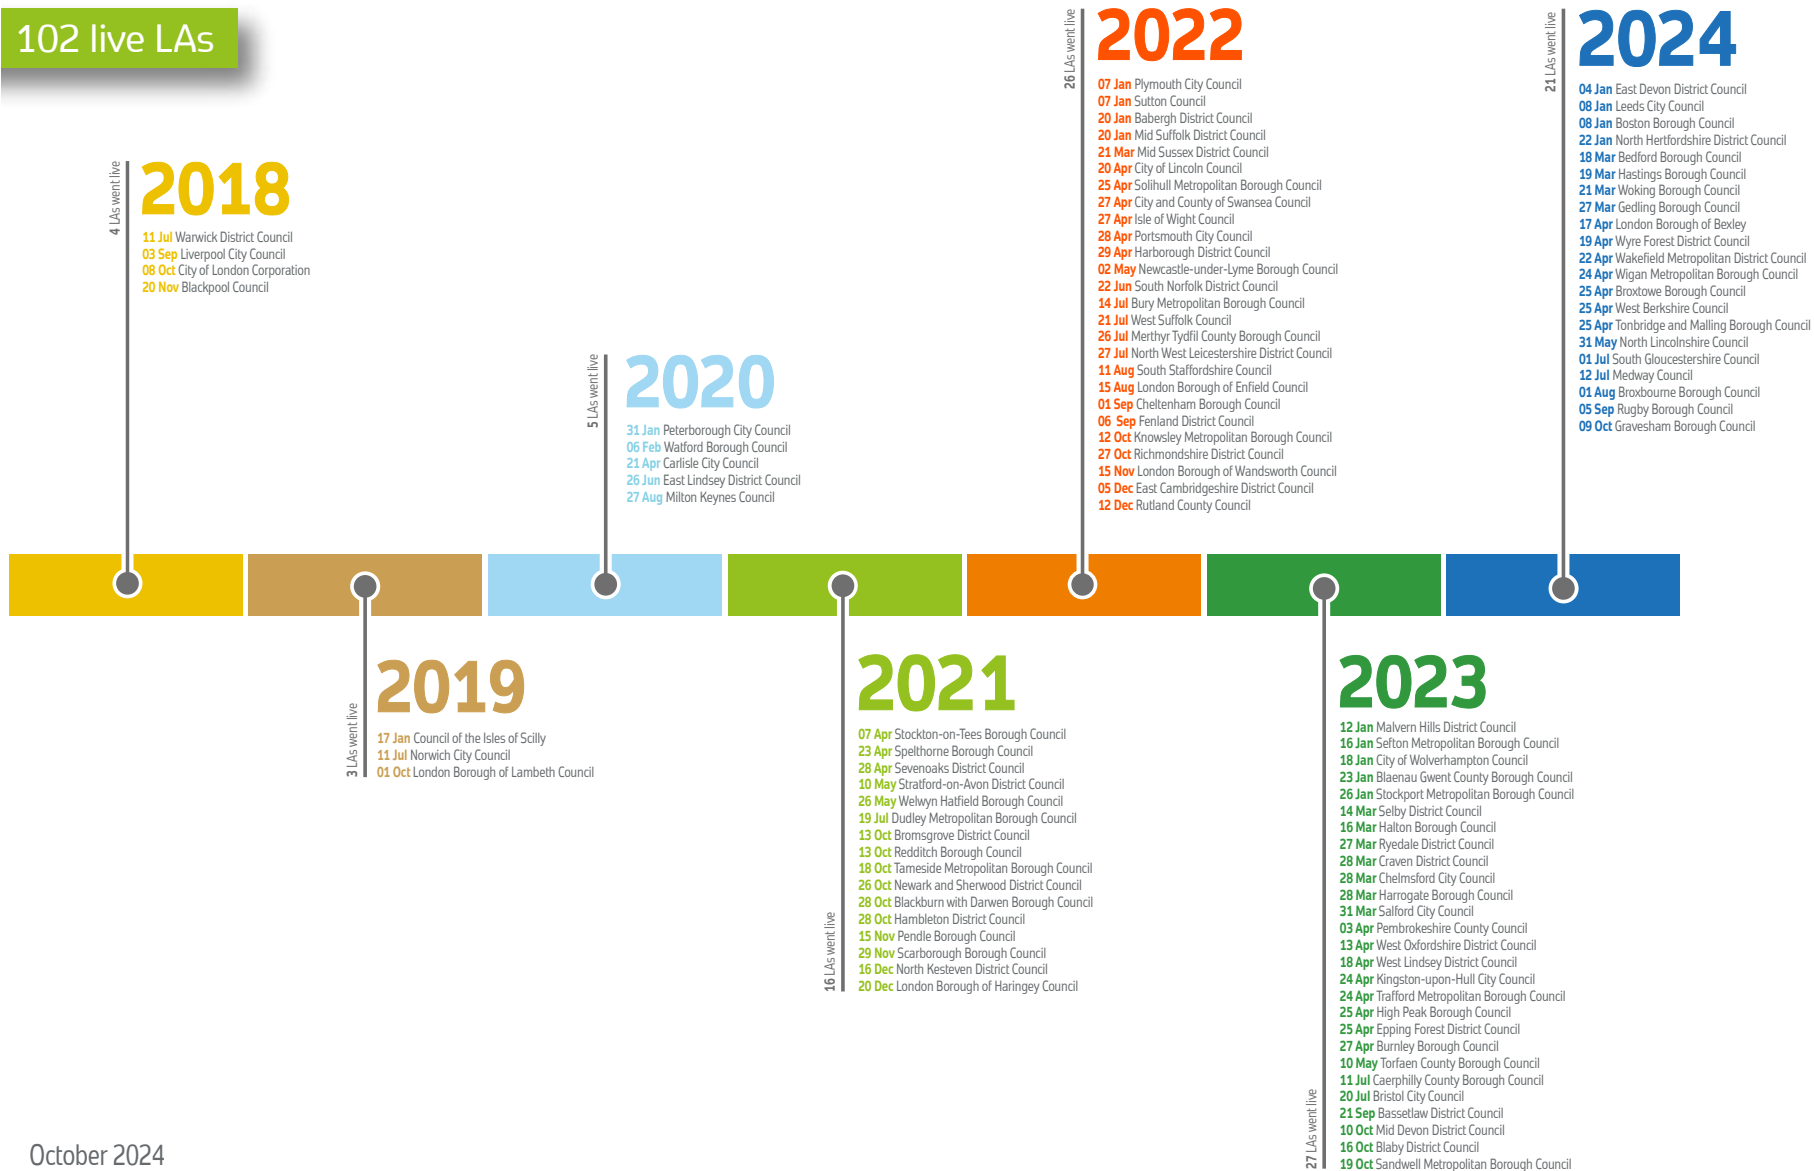 102 live LAs
4 LAs went live
2018
11 Jul Warwick District Council
03 Sep Liverpool City Council
08 Oct City of London Corporation
20 Nov Blackpool Council
3 LAs went live
2019
17 Jan Council of the Isles of Scilly
11 Jul Norwich City Council
01 Oct London Borough of Lambeth Council
5 LAs went live
2020
31 Jan Peterborough City Council
06 Feb Watford Borough Council
21 Apr Carlisle City Council
26 Jun East Lindsey District Council
27 Aug Milton Keynes Council
16 LAs went live
2021
07 Apr Stockton-on-Tees Borough Council
23 Apr Spelthorne Borough Council
28 Apr Sevenoaks District Council
10 May Stratford-on-Avon District Council
26 May Welwyn Hatfield Borough Council
19 Jul Dudley Metropolitan Borough Council
13 Oct Bromsgrove District Council
13 Oct Redditch Borough Council
18 Oct Tameside Metropolitan Borough Council
26 Oct Newark and Sherwood District Council
28 Oct Blackburn with Darwen Borough Council
28 Oct Hambleton District Council
15 Nov Pendle Borough Council
29 Nov Scarborough Borough Council
16 Dec North Kesteven District Council
20 Dec London Borough of Haringey Council
26 LAs went live
2022
07 Jan Plymouth City Council
07 Jan Sutton Council
20 Jan Babergh District Council
20 Jan Mid Suffolk District Council
21 Mar Mid Sussex District Council
20 Apr City of Lincoln Council
25 Apr Solihull Metropolitan Borough Council
27 Apr City and County of Swansea Council
27 Apr Isle of Wight Council
28 Apr Portsmouth City Council
29 Apr Harborough District Council
02 May Newcastle-under-Lyme Borough Council
22 Jun South Norfolk District Council
14 Jul Bury Metropolitan Borough Council
21 Jul West Suffolk Council
26 Jul Merthyr Tydfil County Borough Council
27 Jul North West Leicestershire District Council
11 Aug South Staffordshire Council
15 Aug London Borough of Enfield Council
01 Sep Cheltenham Borough Council
06 Sep Fenland District Council
12 Oct Knowsley Metropolitan Borough Council
27 Oct Richmondshire District Council
15 Nov London Borough of Wandsworth Council
05 Dec East Cambridgeshire District Council
12 Dec Rutland County Council
27 LAs went live
2023
12 Jan Malvern Hills District Council
16 Jan Sefton Metropolitan Borough Council
18 Jan City of Wolverhampton Council
23 Jan Blaenau Gwent County Borough Council
26 Jan Stockport Metropolitan Borough Council
14 Mar Selby District Council
16 Mar Halton Borough Council
27 Mar Ryedale District Council
28 Mar Craven District Council
28 Mar Chelmsford City Council
28 Mar Harrogate Borough Council
31 Mar Salford City Council
03 Apr Pembrokeshire County Council
13 Apr West Oxfordshire District Council
18 Apr West Lindsey District Council
24 Apr Kingston-upon-Hull City Council
24 Apr Trafford Metropolitan Borough Council
25 Apr High Peak Borough Council
25 Apr Epping Forest District Council
27 Apr Burnley Borough Council
10 May Torfaen County Borough Council
11 Jul Caerphilly County Borough Council
20 Jul Bristol City Council
21 Sep Bassetlaw District Council
10 Oct Mid Devon District Council
16 Oct Blaby District Council
19 Oct Sandwell Metropolitan Borough Council
21 LAs went live
2024
04 Jan East Devon District Council
08 Jan Leeds City Council
08 Jan Boston Borough Council
22 Jan North Hertfordshire District Council
18 Mar Bedford Borough Council
19 Mar Hastings Borough Council
21 Mar Woking Borough Council
27 Mar Gedling Borough Council
17 Apr London Borough of Bexley
19 Apr Wyre Forest District Council
22 Apr Wakefield Metropolitan District Council
24 Apr Wigan Metropolitan Borough Council
25 Apr Broxtowe Borough Council
25 Apr West Berkshire Council
25 Apr Tonbridge and Malling Borough Council
31 May North Lincolnshire Council
01 Jul South Gloucestershire Council
12 Jul Medway Council
01 Aug Broxbourne Borough Council
05 Sep Rugby Borough Council
09 Oct Gravesham Borough Council
October 2024